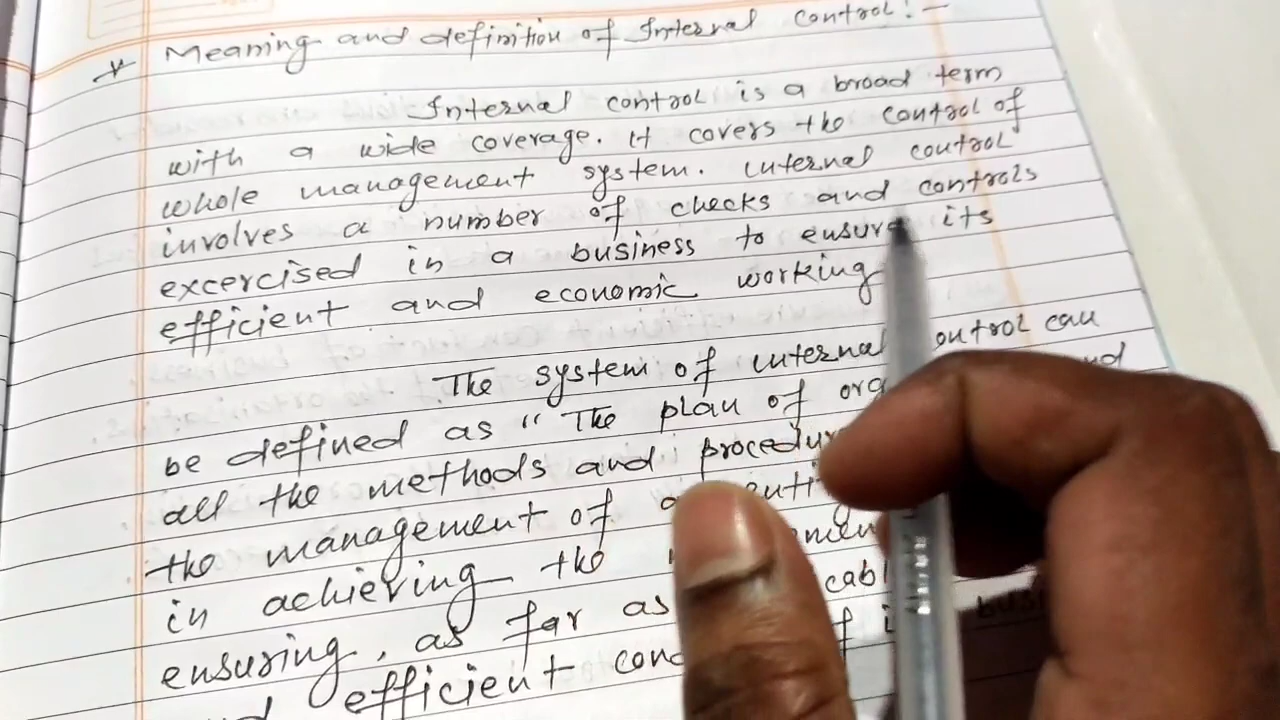 Meaning and definition of Internal control:-
Internal control is a broad term
with a wide coverage. It covers the control of
whole management system. Internal control
involves a number of checks and controls
excercised in a business to ensure its
efficient and economic working
The system of internal control can
be defined as " The plan of
all the methods and
the management of
in achieving the
ensuring, as far as
efficient